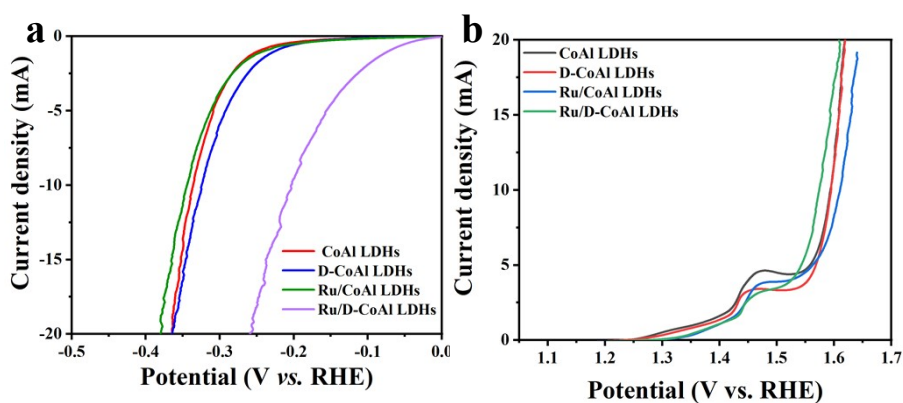 a
0
-5
-10
-15
-20
Current density (mA)
CoAl LDHs
D-CoAl LDHs
Ru/CoAl LDHs
Ru/D-CoAl LDHs
-0.5 -0.4 -0.3 -0.2 -0.1 0.0
Potential (V vs. RHE)
b
20
15
10
5
0
Current density (mA)
CoAl LDHs
D-CoAl LDHs
Ru/CoAl LDHs
Ru/D-CoAl LDHs
1.1 1.2 1.3 1.4 1.5 1.6 1.7
Potential (V vs. RHE)